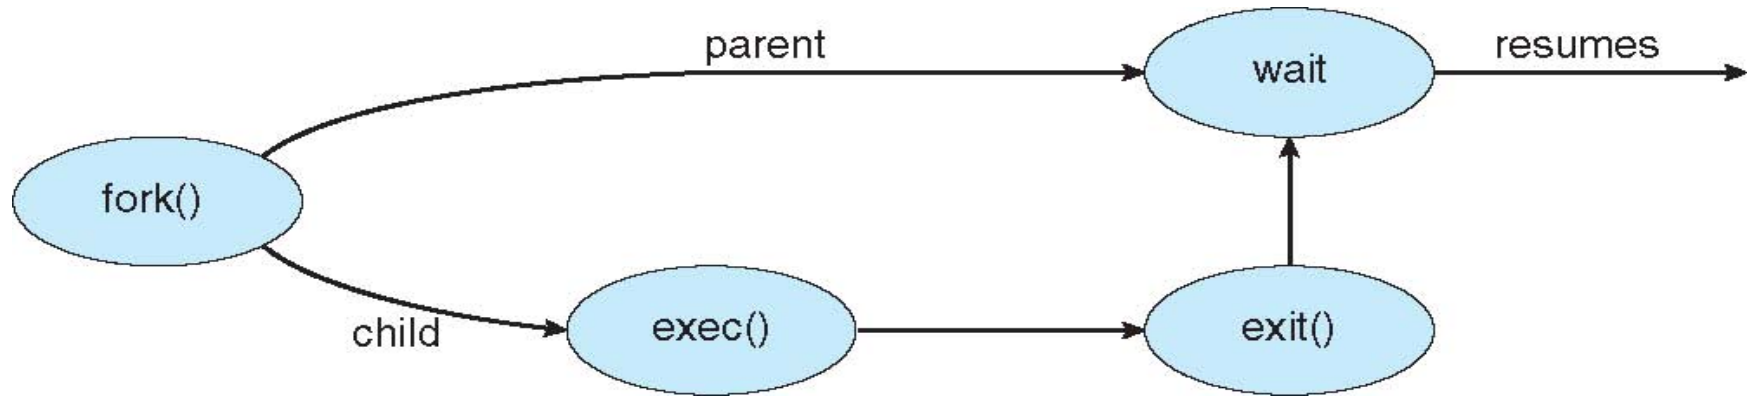 parent
wait
resumes
fork()
child
exec()
exit()